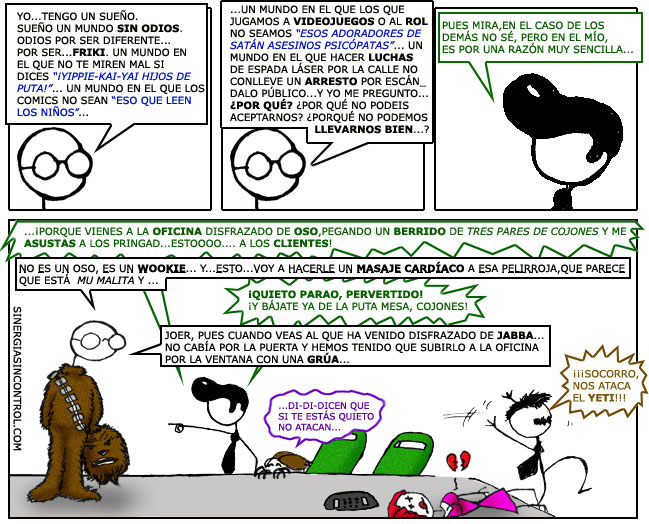 YO...TENGO UN SUEÑO.
SUEÑO UN MUNDO SIN ODIOS.
ODIOS POR SER DIFERENTE...
POR SER...FRIKI. UN MUNDO EN
EL QUE NO TE MIREN MAL SI
DICES "¡YIPPIE-KAI-YAI HIJOS DE
PUTA!"... UN MUNDO EN EL QUE LOS
COMICS NO SEAN "ESO QUE LEEN
LOS NIÑOS"...
...UN MUNDO EN EL QUE LOS QUE
JUGAMOS A VIDEOJUEGOS O AL ROL
NO SEAMOS "ESOS ADORADORES DE
SATÁN ASESINOS PSICÓPATAS"... UN
MUNDO EN EL QUE HACER LUCHAS
DE ESPADA LÁSER POR LA CALLE NO
CONLLEVE UN ARRESTO POR ESCÁN_
DALO PÚBLICO...Y YO ME PREGUNTO...
¿POR QUÉ? ¿POR QUÉ NO PODEIS
ACEPTARNOS? ¿PORQUÉ NO PODEMOS
LLEVARNOS BIEN...?
PUES MIRA,EN EL CASO DE LOS
DEMÁS NO SÉ, PERO EN EL MÍO,
ES POR UNA RAZÓN MUY SENCILLA...
...¡PORQUE VIENES A LA OFICINA DISFRAZADO DE OSO,PEGANDO UN BERRIDO DE TRES PARES DE COJONES Y ME
ASUSTAS A LOS PRINGAD...ESTOOOO.... A LOS CLIENTES!
NO ES UN OSO, ES UN WOOKIE... Y...ESTO...VOY A HACERLE UN MASAJE CARDÍACO A ESA PELIRROJA,QUE PARECE
QUE ESTÁ MU MALITA Y ...
¡QUIETO PARAO, PERVERTIDO!
¡Y BÁJATE YA DE LA PUTA MESA, COJONES!
JOER, PUES CUANDO VEAS AL QUE HA VENIDO DISFRAZADO DE JABBA...
NO CABÍA POR LA PUERTA Y HEMOS TENIDO QUE SUBIRLO A LA OFICINA
POR LA VENTANA CON UNA GRÚA...
...DI-DI-DICEN QUE
SI TE ESTÁS QUIETO
NO ATACAN...
¡¡¡SOCORRO,
NOS ATACA
EL YETI!!!
SINERGIASINCONTROL.COM